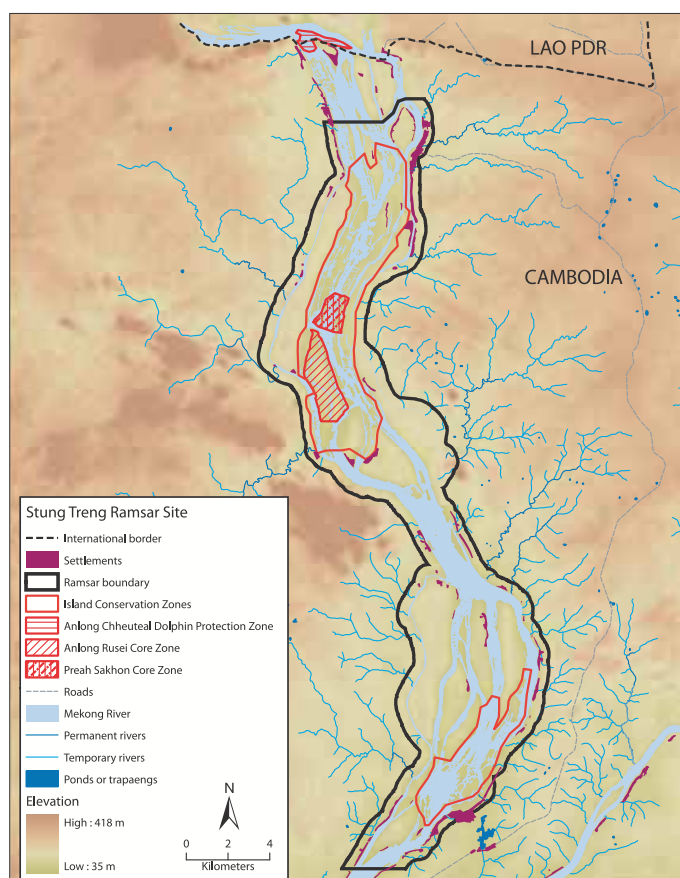 LAO PDR
CAMBODIA
Stung Treng Ramsar Site
International border
Settlements
Ramsar boundary
Island Conservation Zones
Anlong Chheuteal Dolphin Protection Zone
Anlong Rusei Core Zone
Preah Sakhon Core Zone
Roads
Mekong River
Permanent rivers
Temporary rivers
Ponds or trapaengs
Elevation
High : 418 m
Low : 35 m
N
0 2 4
Kilometers